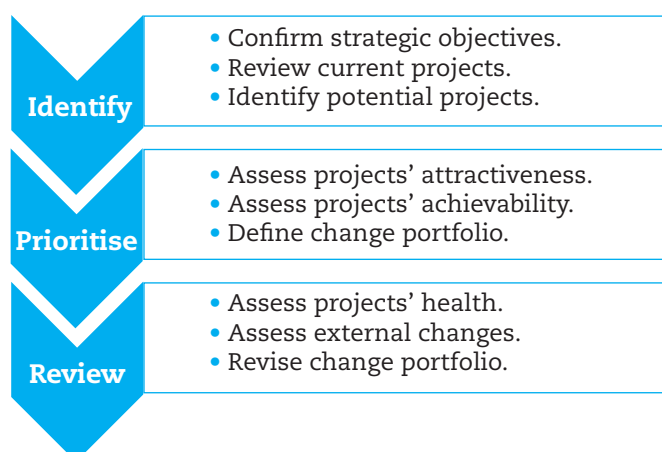 Identify
• Confirm strategic objectives.
• Review current projects.
• Identify potential projects.
Prioritise
• Assess projects’ attractiveness.
• Assess projects’ achievability.
• Define change portfolio.
Review
• Assess projects’ health.
• Assess external changes.
• Revise change portfolio.